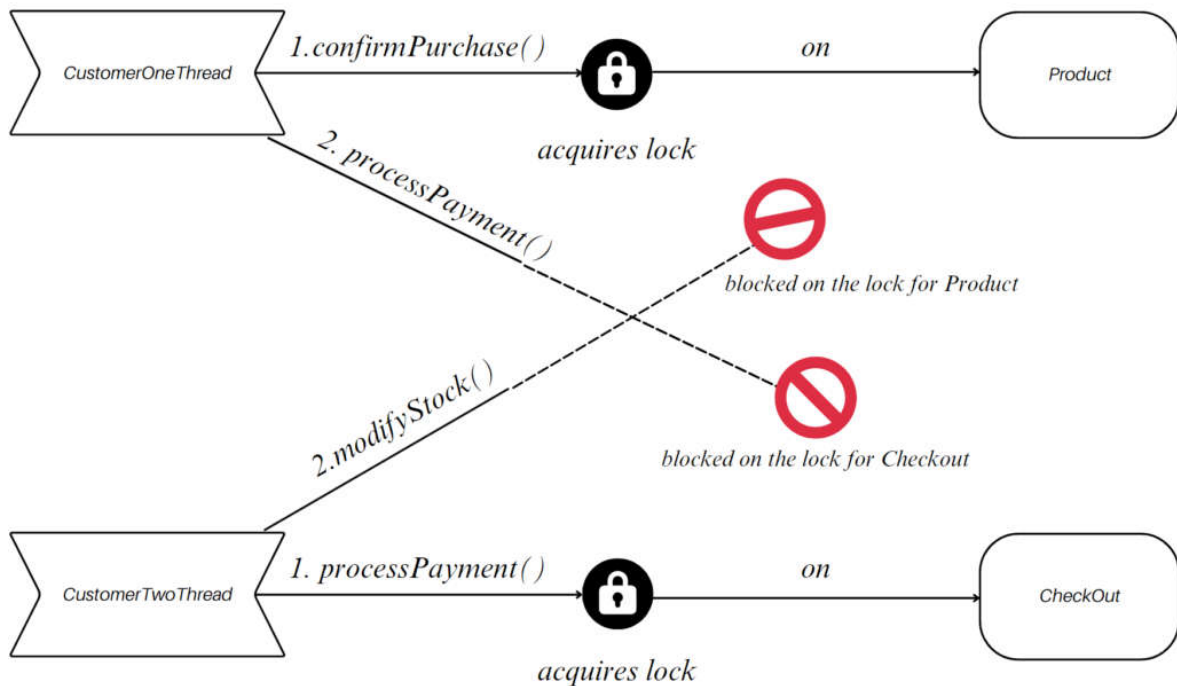 CustomerOneThread
1.confirmPurchase()
on
Product
acquires lock
2. processPayment()
blocked on the lock for Product
2.modifyStock()
blocked on the lock for Checkout
CustomerTwoThread
1. processPayment()
on
CheckOut
acquires lock